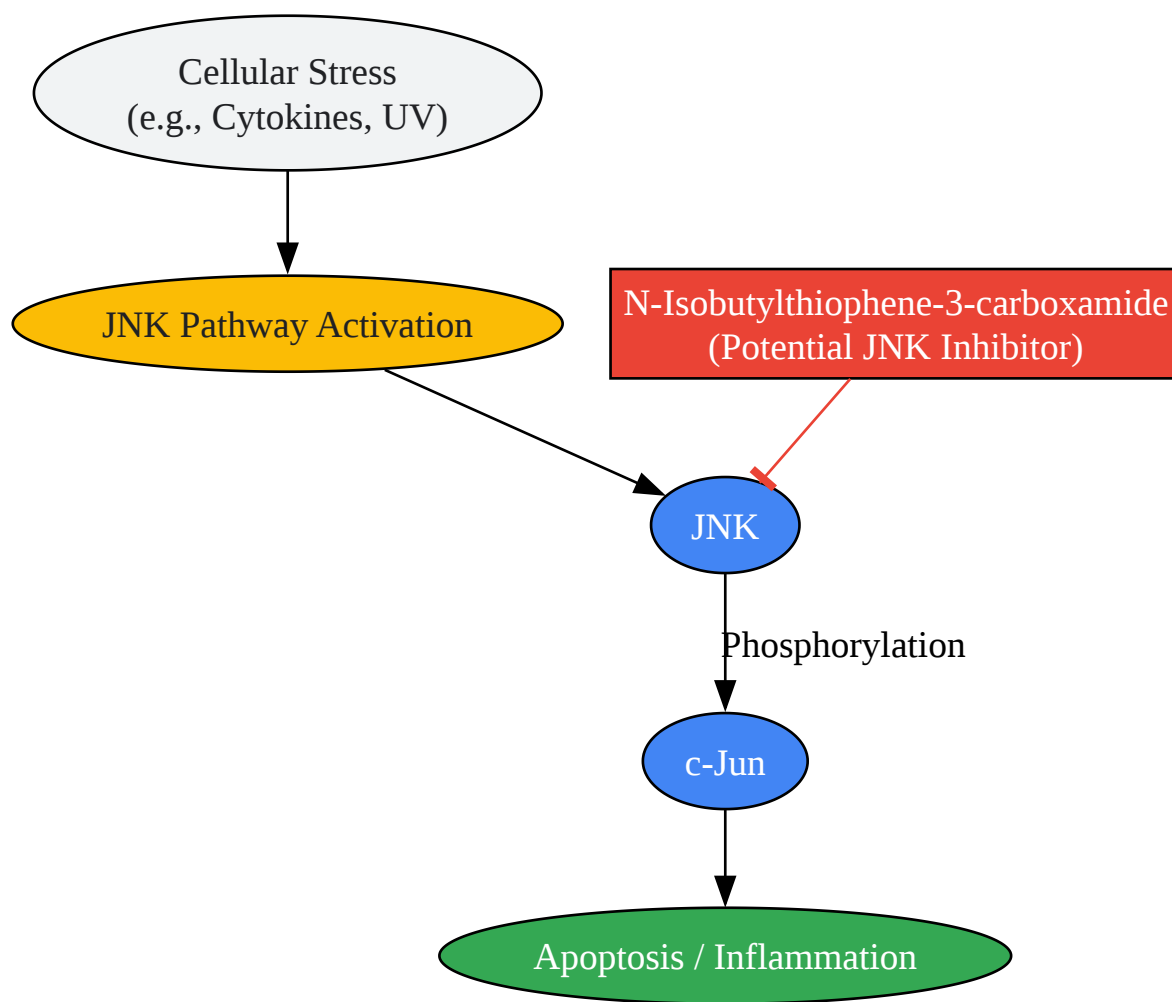 Cellular Stress
(e.g., Cytokines, UV)
JNK Pathway Activation
N-Isobutylthiophene-3-carboxamide
(Potential JNK Inhibitor)
JNK
Phosphorylation
c-Jun
Apoptosis / Inflammation